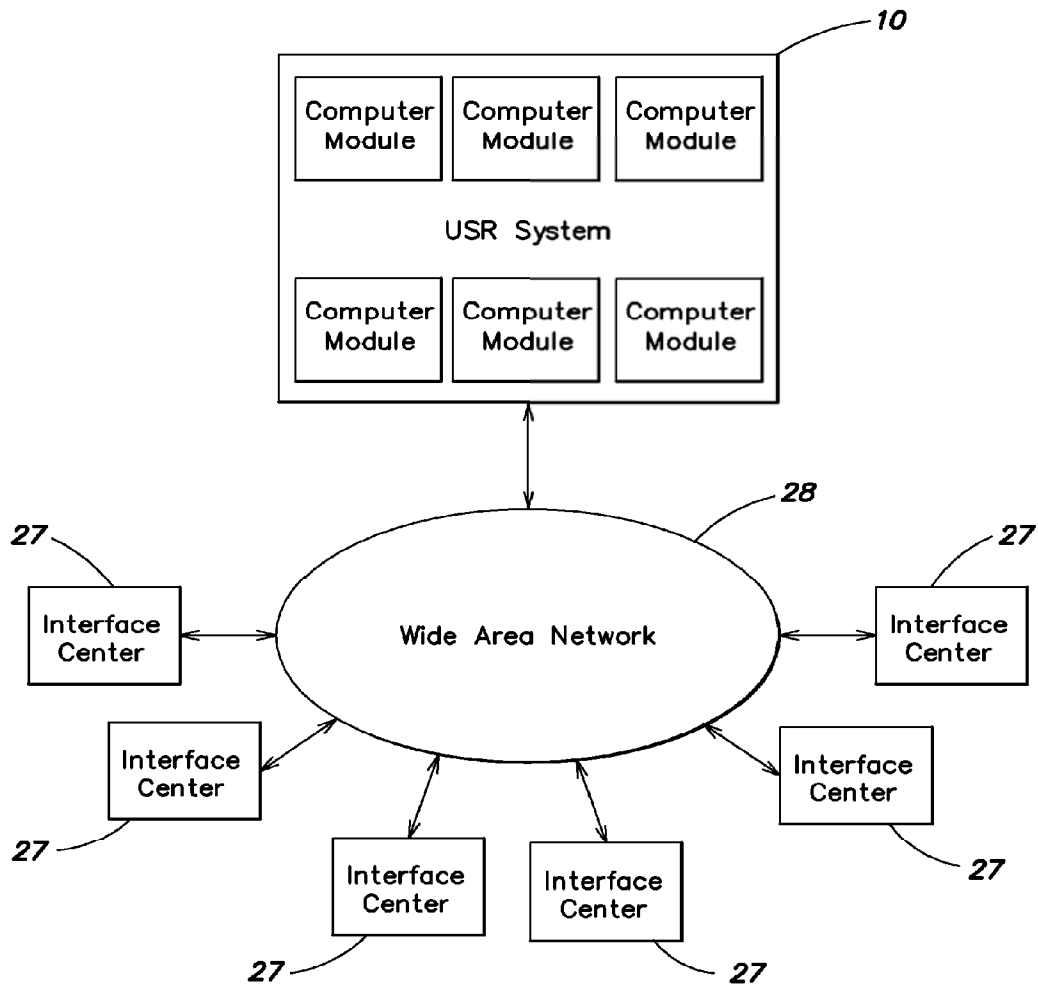 10
Computer
Module
Computer
Module
Computer
Module
USR System
Computer
Module
Computer
Module
Computer
Module
28
27
27
Interface
Center
Wide Area Network
Interface
Center
Interface
Center
Interface
Center
27
27
Interface
Center
Interface
Center
27
27